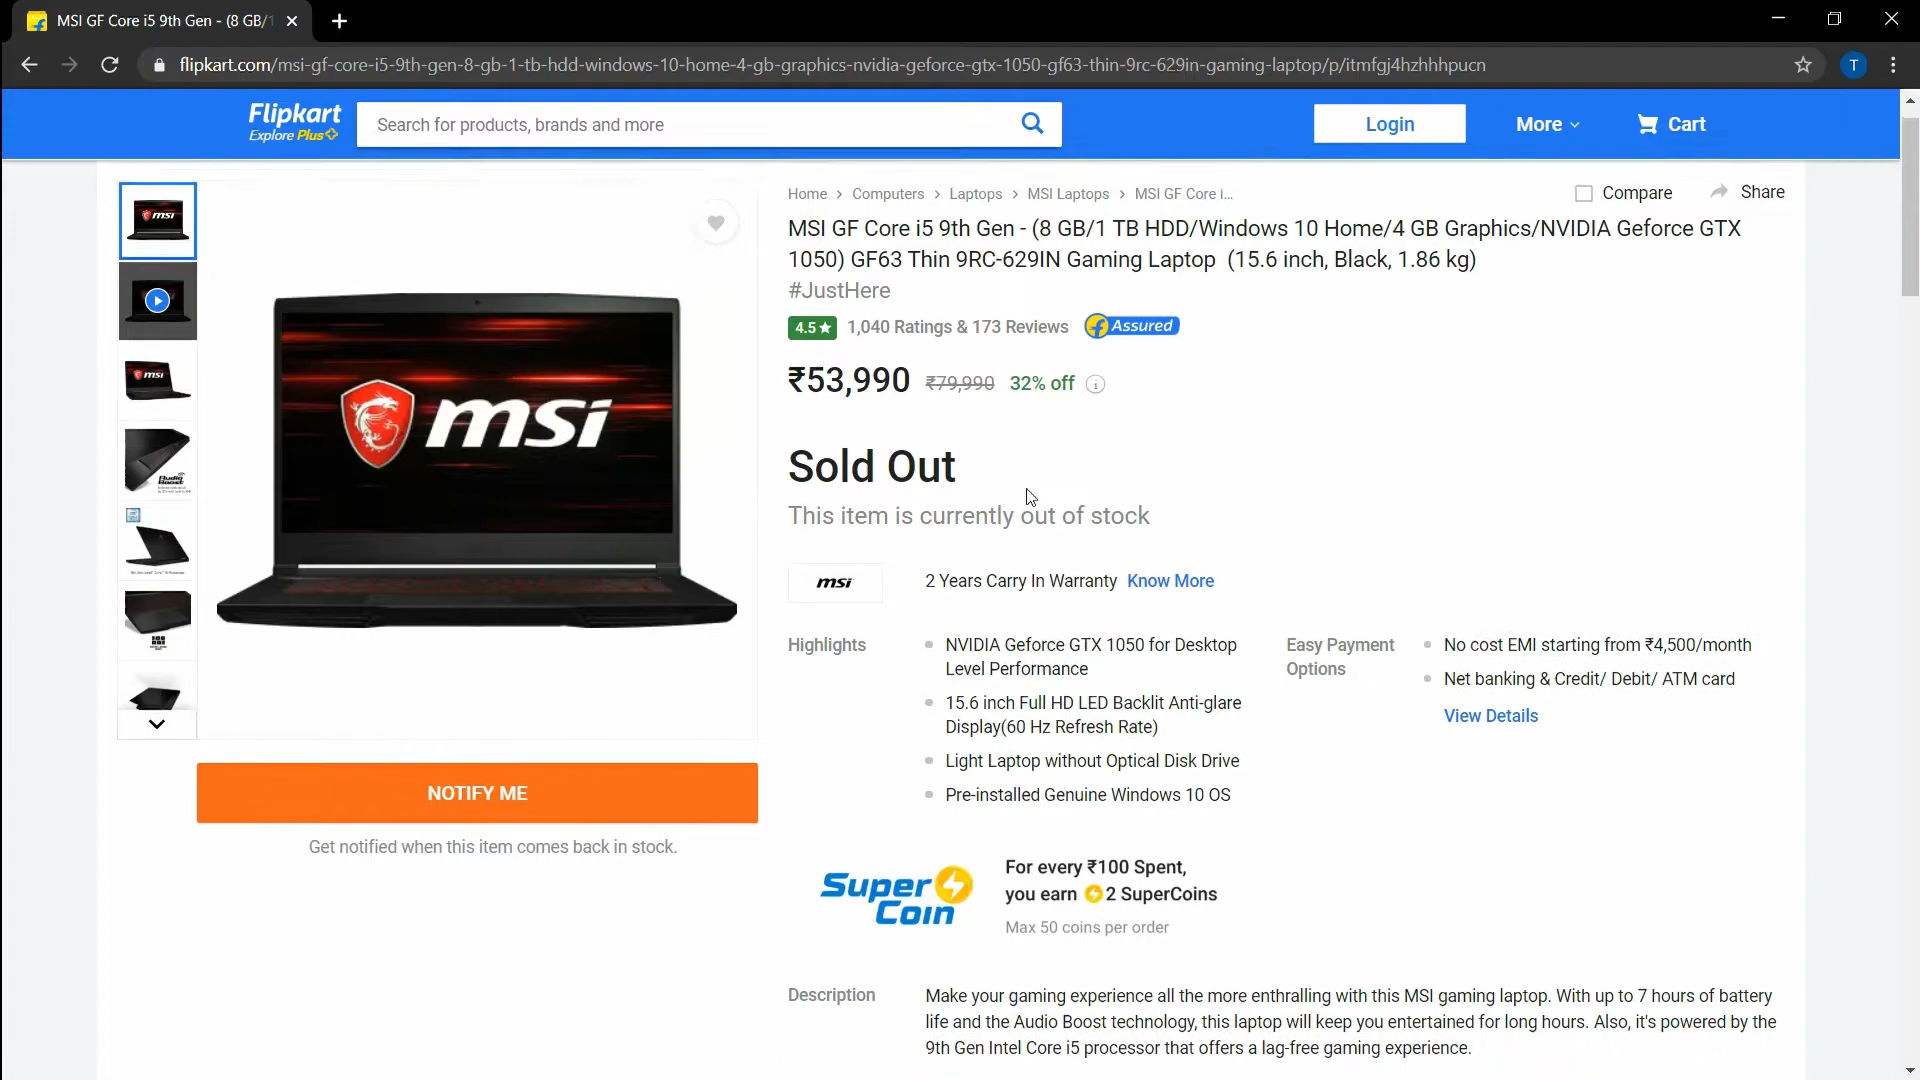 MSI GF Core i5 9th Gen - (8 GB/1
flipkart.com/msi-gf-core-i5-9th-gen-8-gb-1-tb-hdd-windows-10-home-4-gb-graphics-nvidia-geforce-gtx-1050-gf63-thin-9rc-629in-gaming-laptop/p/itmfgj4hzhhhpucn
T
Flipkart
Explore Plus
Search for products, brands and more
Login
More
Cart
Home > Computers > Laptops > MSI Laptops > MSI GF Core i...
Compare
Share
MSI GF Core i5 9th Gen - (8 GB/1 TB HDD/Windows 10 Home/4 GB Graphics/NVIDIA Geforce GTX
1050) GF63 Thin 9RC-629IN Gaming Laptop (15.6 inch, Black, 1.86 kg)
#JustHere
4.5★ 1,040 Ratings & 173 Reviews Assured
₹53,990 ₹79,990 32% off
Sold Out
This item is currently out of stock
msi
msi
msi
Audio
Boost
msi
2 Years Carry In Warranty Know More
Highlights
NVIDIA Geforce GTX 1050 for Desktop
Level Performance
15.6 inch Full HD LED Backlit Anti-glare
Display(60 Hz Refresh Rate)
Light Laptop without Optical Disk Drive
Pre-installed Genuine Windows 10 OS
Easy Payment
Options
No cost EMI starting from ₹4,500/month
Net banking & Credit/ Debit/ ATM card
View Details
NOTIFY ME
Get notified when this item comes back in stock.
Super
Coin
For every ₹100 Spent,
you earn 2 SuperCoins
Max 50 coins per order
Description
Make your gaming experience all the more enthralling with this MSI gaming laptop. With up to 7 hours of battery
life and the Audio Boost technology, this laptop will keep you entertained for long hours. Also, it's powered by the
9th Gen Intel Core i5 processor that offers a lag-free gaming experience.